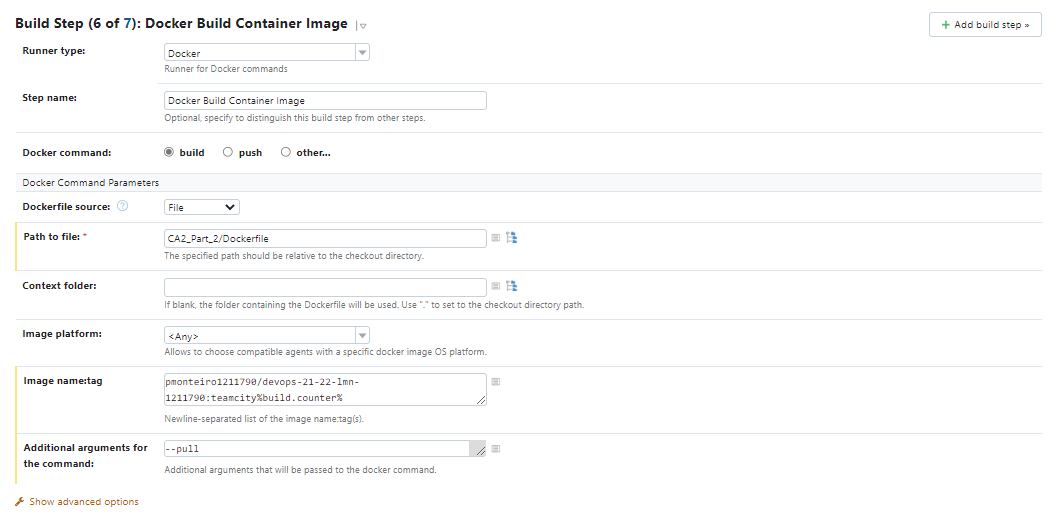 Build Step (6 of 7): Docker Build Container Image
+ Add build step »
Runner type:
Docker
Runner for Docker commands
Step name:
Docker Build Container Image
Optional, specify to distinguish this build step from other steps.
Docker command:
build push other...
Docker Command Parameters
Dockerfile source:
File
Path to file: *
CA2_Part_2/Dockerfile
The specified path should be relative to the checkout directory.
Context folder:
If blank, the folder containing the Dockerfile will be used. Use "." to set to the checkout directory path.
Image platform:
<Any>
Allows to choose compatible agents with a specific docker image OS platform.
Image name:tag
pmonteiro1211790/devops-21-22-lmn-
1211790:teamcity%build.counter%
Newline-separated list of the image name:tag(s).
Additional arguments for
the command:
--pull
Additional arguments that will be passed to the docker command.
Show advanced options